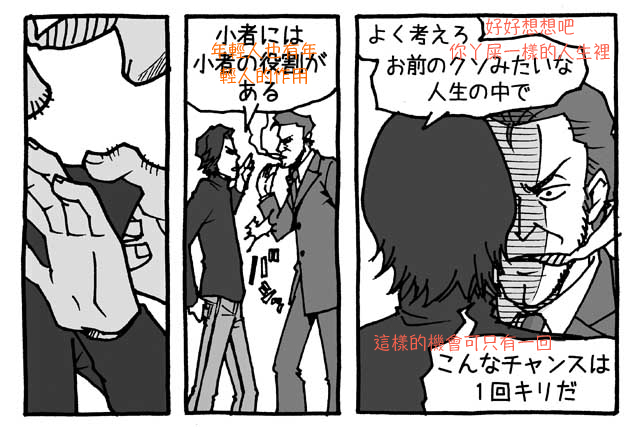 小者には
小者の役割が
ある
年輕人也有年
輕人的作用
よく考えろ
お前のクソみたいな
人生の中で
好好想想吧
你丫屎一樣的人生裡
バーンッ
這樣的機會可只有一回
こんなチャンスは
1回キリだ